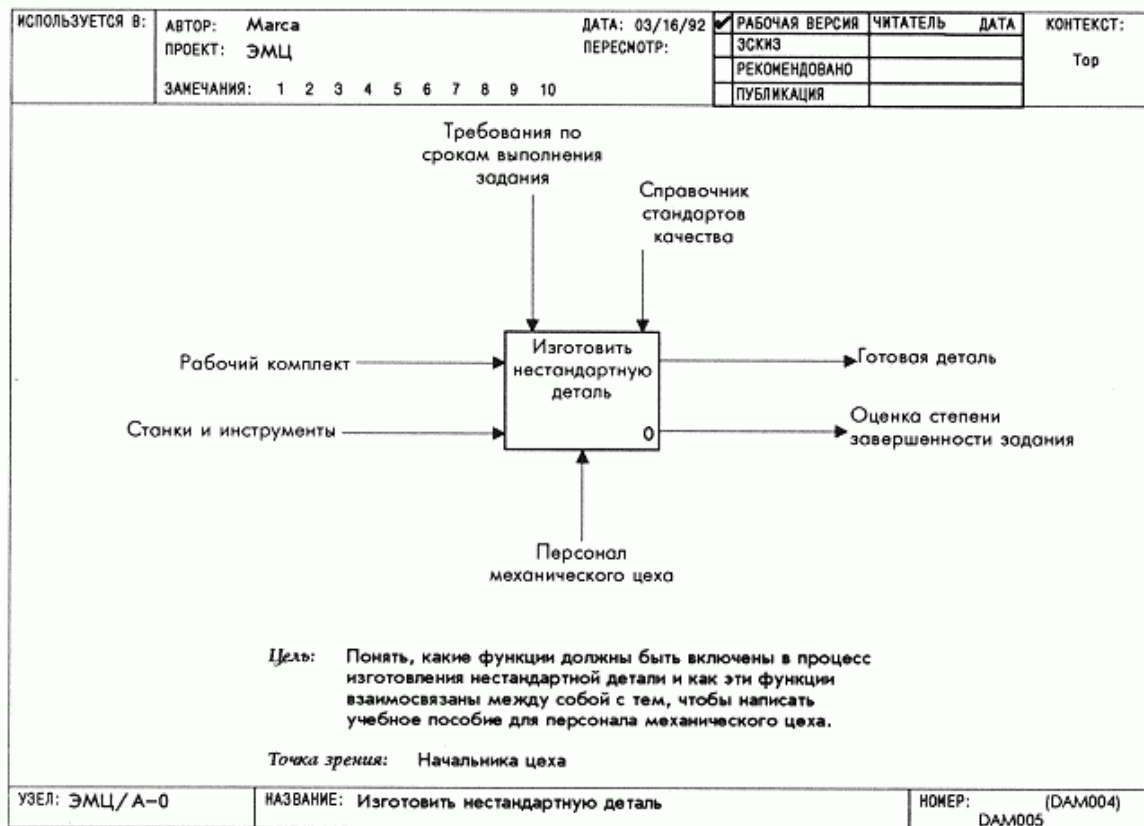 ИСПОЛЬЗУЕТСЯ В:
АВТОР: Marca
ДАТА: 03/16/92
ПРОЕКТ: ЭМЦ
ПЕРЕСМОТР:
ЗАМЕЧАНИЯ: 1 2 3 4 5 6 7 8 9 10
✔ РАБОЧАЯ ВЕРСИЯ
ЭСКИЗ
РЕКОМЕНДОВАНО
ПУБЛИКАЦИЯ
ЧИТАТЕЛЬ ДАТА
КОНТЕКСТ:
Top
Требования по
срокам выполнения
задания
Справочник
стандартов
качества
Рабочий комплект
Станки и инструменты
Изготовить
нестандартную
деталь
0
Готовая деталь
Оценка степени
завершенности задания
Персонал
механического цеха
Цель: Понять, какие функции должны быть включены в процесс
изготовления нестандартной детали и как эти функции
взаимосвязаны между собой с тем, чтобы написать
учебное пособие для персонала механического цеха.
Точка зрения: Начальника цеха
УЗЕЛ: ЭМЦ/А-0
НАЗВАНИЕ: Изготовить нестандартную деталь
НОМЕР: (DAM004)
DAM005